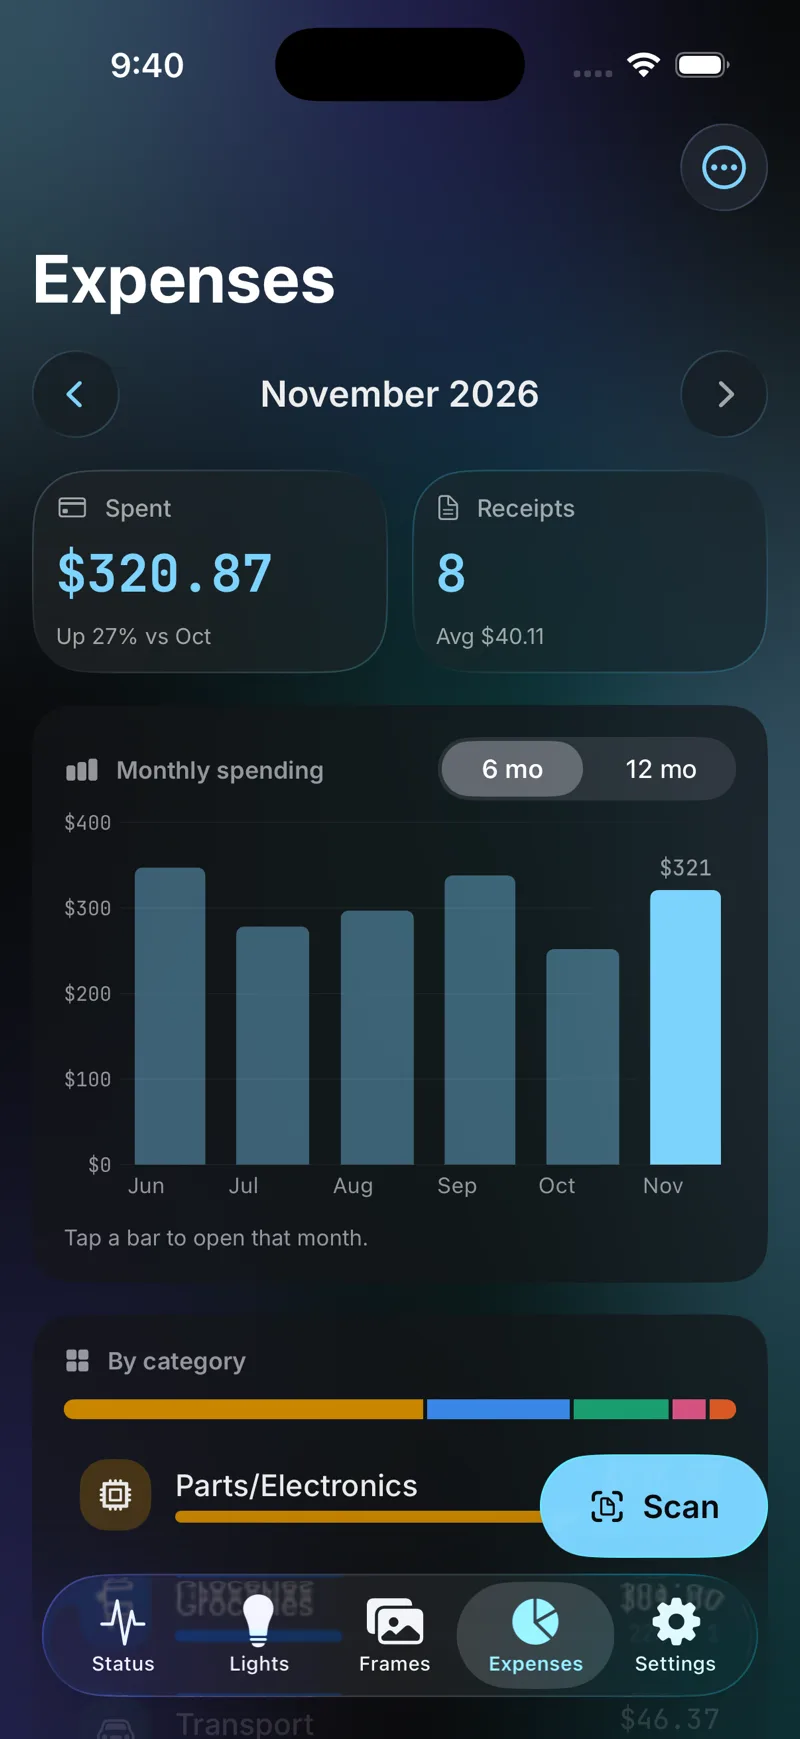 9:40
Expenses
November 2026
Spent
$320.87
Up 27% vs Oct
Receipts
8
Avg $40.11
Monthly spending
6 mo
12 mo
$400
$300
$200
$100
$0
$321
Jun
Jul
Aug
Sep
Oct
Nov
Tap a bar to open that month.
By category
Parts/Electronics
Scan
Groceries
Status
Lights
Frames
Expenses
Settings
Transport
$46.37